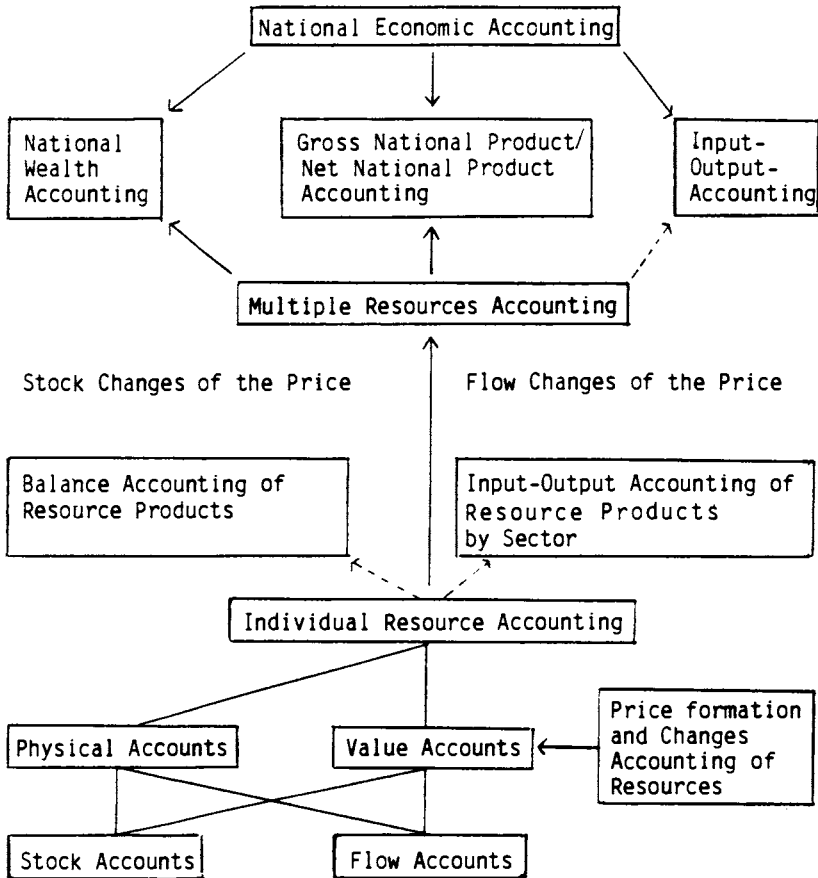 National Economic Accounting
National
Wealth
Accounting
Gross National Product/
Net National Product
Accounting
Input-
Output-
Accounting
Multiple Resources Accounting
Stock Changes of the Price
Flow Changes of the Price
Balance Accounting of
Resource Products
Input-Output Accounting of
Resource Products
by Sector
Individual Resource Accounting
Physical Accounts
Value Accounts
Price formation
and Changes
Accounting of
Resources
Stock Accounts
Flow Accounts